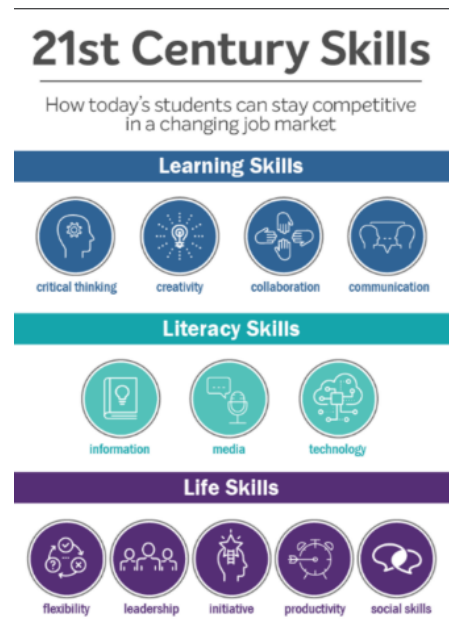 21st Century Skills
How today's students can stay competitive
in a changing job market
Learning Skills
critical thinking creativity collaboration communication
Literacy Skills
information media technology
Life Skills
flexibility leadership initiative productivity social skills